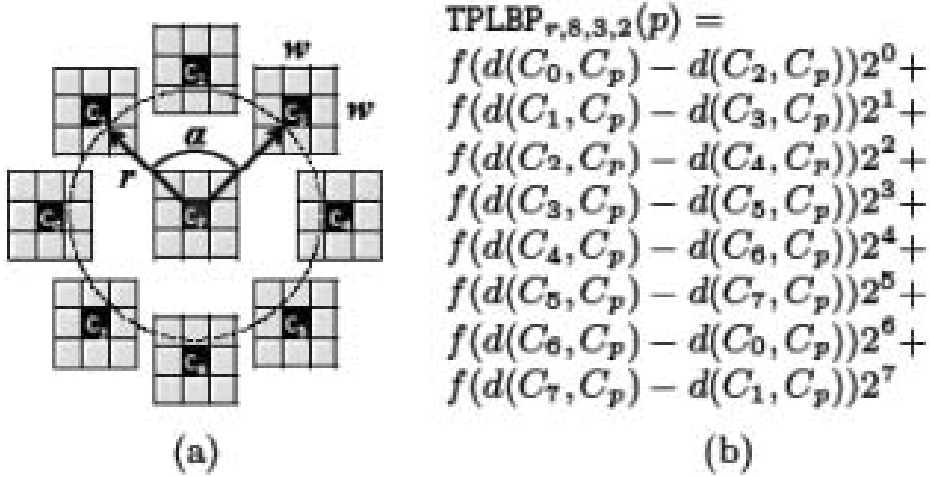 w
w
α
r
(a)
TPLBP_{r,8,3,2}(p) =
f(d(C_0, C_p) − d(C_2, C_p))2^0 +
f(d(C_1, C_p) − d(C_3, C_p))2^1 +
f(d(C_2, C_p) − d(C_4, C_p))2^2 +
f(d(C_3, C_p) − d(C_5, C_p))2^3 +
f(d(C_4, C_p) − d(C_6, C_p))2^4 +
f(d(C_5, C_p) − d(C_7, C_p))2^5 +
f(d(C_6, C_p) − d(C_0, C_p))2^6 +
f(d(C_7, C_p) − d(C_1, C_p))2^7
(b)